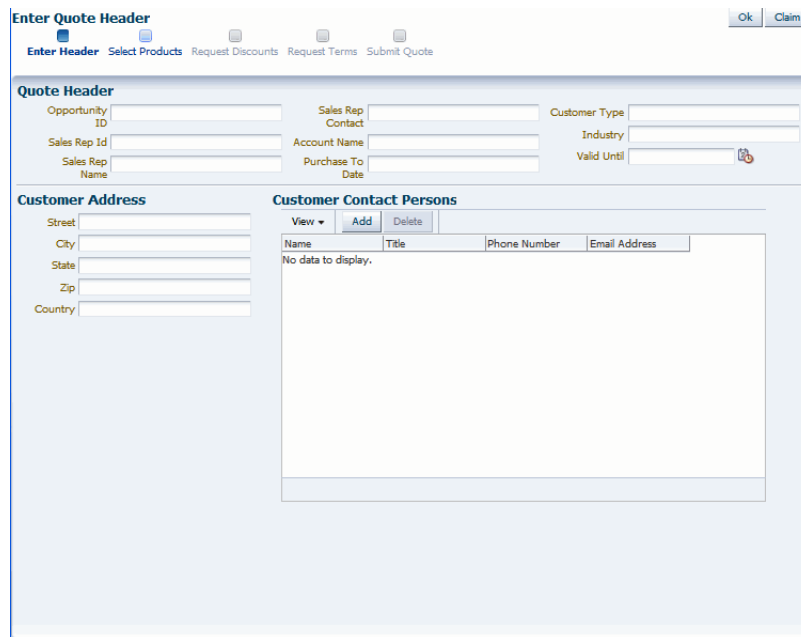 Enter Quote Header
Ok Claim
Enter Header Select Products Request Discounts Request Terms Submit Quote
Quote Header
Opportunity ID
Sales Rep Contact
Customer Type
Sales Rep Id
Account Name
Industry
Sales Rep Name
Purchase To Date
Valid Until
Customer Address
Customer Contact Persons
Street
City
State
Zip
Country
View Add Delete
Name Title Phone Number Email Address
No data to display.